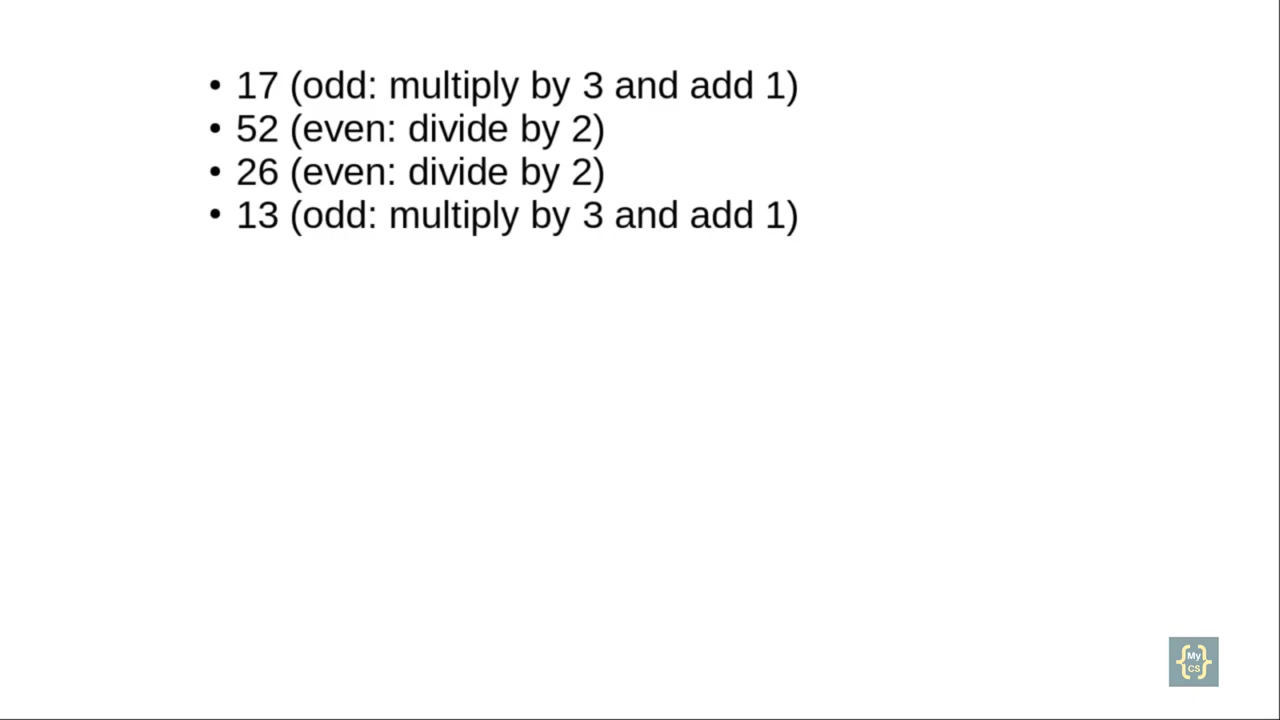 • 17 (odd: multiply by 3 and add 1)
• 52 (even: divide by 2)
• 26 (even: divide by 2)
• 13 (odd: multiply by 3 and add 1)
{My
CS}